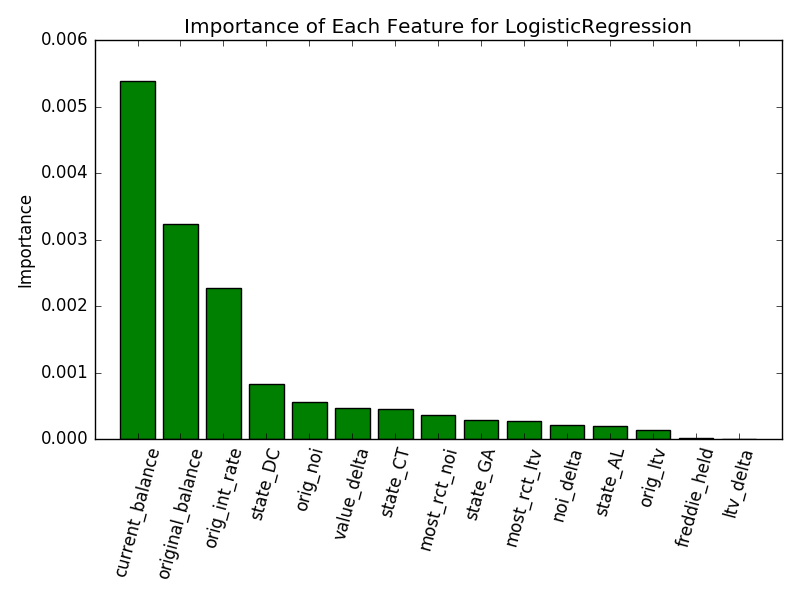 Importance of Each Feature for LogisticRegression
0.006
0.005
0.004
0.003
0.002
0.001
0.000
Importance
current_balance
original_balance
orig_int_rate
state_DC
orig_noi
value_delta
state_CT
most_rct_noi
state_GA
most_rct_ltv
noi_delta
state_AL
orig_ltv
freddie_held
ltv_delta